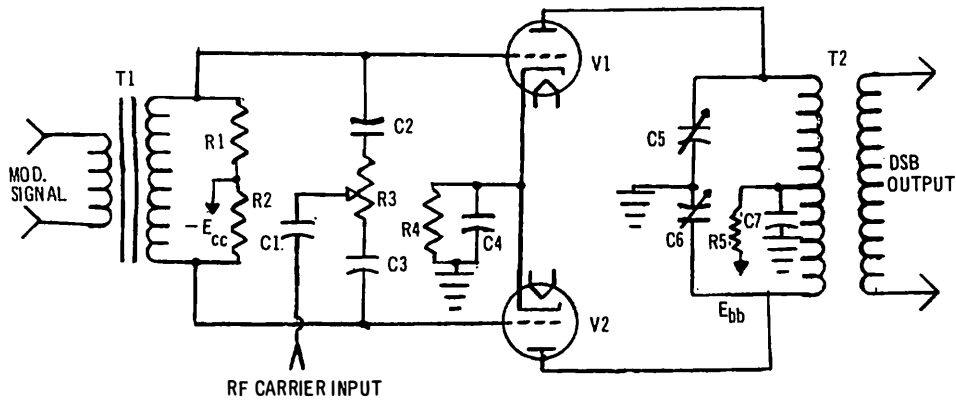 T1
MOD.
SIGNAL
R1
R2
-Ecc
C1
C2
R3
C3
R4
C4
V1
V2
C5
C6
R5
C7
Ebb
T2
DSB
OUTPUT
RF CARRIER INPUT